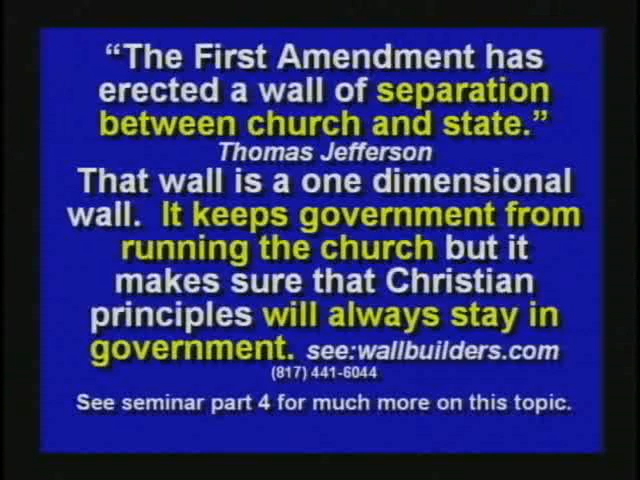 “The First Amendment has
erected a wall of separation
between church and state.”
Thomas Jefferson
That wall is a one dimensional
wall. It keeps government from
running the church but it
makes sure that Christian
principles will always stay in
government. see:wallbuilders.com
(817) 441-6044
See seminar part 4 for much more on this topic.